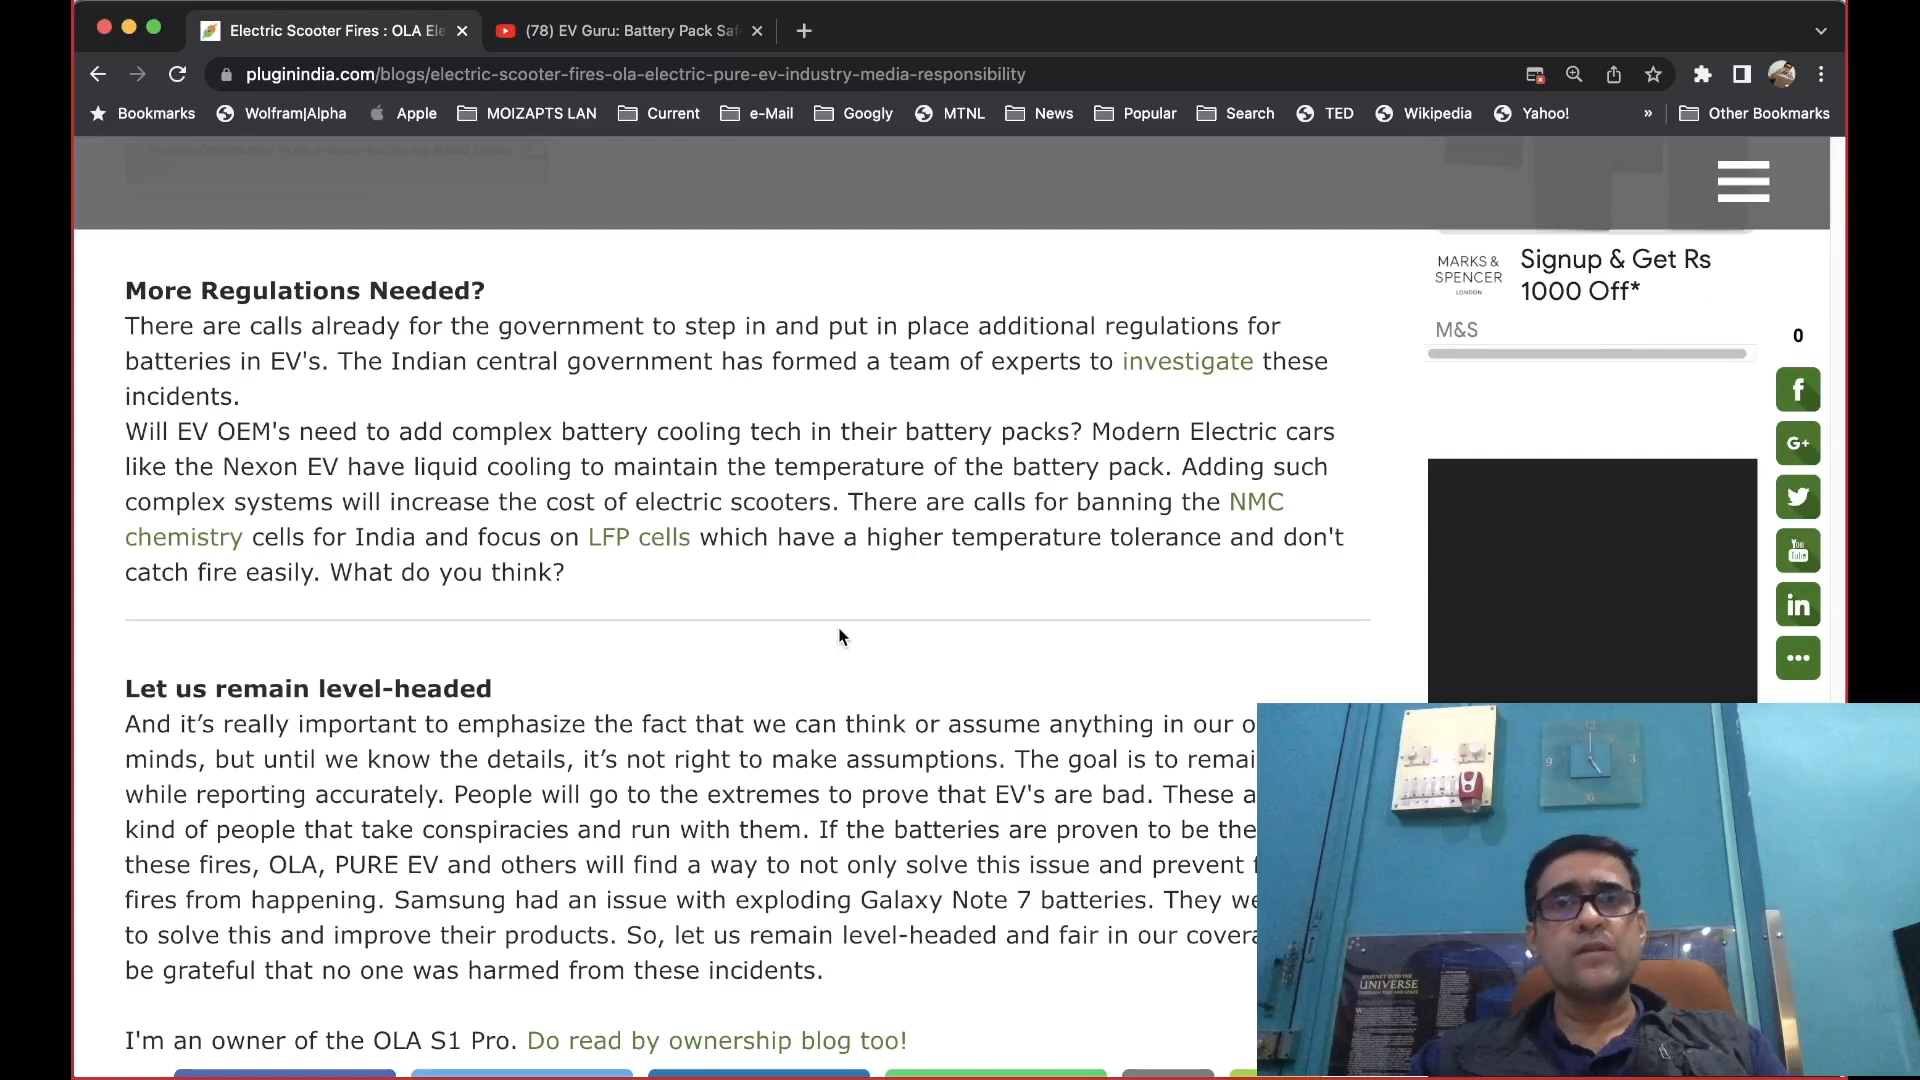 Electric Scooter Fires : OLA Ele
(78) EV Guru: Battery Pack Saf
pluginindia.com/blogs/electric-scooter-fires-ola-electric-pure-ev-industry-media-responsibility
Bookmarks Wolfram|Alpha Apple MOIZAPTS LAN Current e-Mail Googly MTNL News Popular Search TED Wikipedia Yahoo! » Other Bookmarks
MARKS &
SPENCER
LONDON
Signup & Get Rs
1000 Off*
M&S
0
f
G+
You
Tube
in
More Regulations Needed?
There are calls already for the government to step in and put in place additional regulations for
batteries in EV's. The Indian central government has formed a team of experts to investigate these
incidents.
Will EV OEM's need to add complex battery cooling tech in their battery packs? Modern Electric cars
like the Nexon EV have liquid cooling to maintain the temperature of the battery pack. Adding such
complex systems will increase the cost of electric scooters. There are calls for banning the NMC
chemistry cells for India and focus on LFP cells which have a higher temperature tolerance and don't
catch fire easily. What do you think?
Let us remain level-headed
And it’s really important to emphasize the fact that we can think or assume anything in our o
minds, but until we know the details, it’s not right to make assumptions. The goal is to remai
while reporting accurately. People will go to the extremes to prove that EV's are bad. These a
kind of people that take conspiracies and run with them. If the batteries are proven to be the
these fires, OLA, PURE EV and others will find a way to not only solve this issue and prevent f
fires from happening. Samsung had an issue with exploding Galaxy Note 7 batteries. They we
to solve this and improve their products. So, let us remain level-headed and fair in our covera
be grateful that no one was harmed from these incidents.
I'm an owner of the OLA S1 Pro. Do read by ownership blog too!
12
3
6
9
JOURNEY INTO THE
UNIVERSE
THROUGH TIME AND SPACE